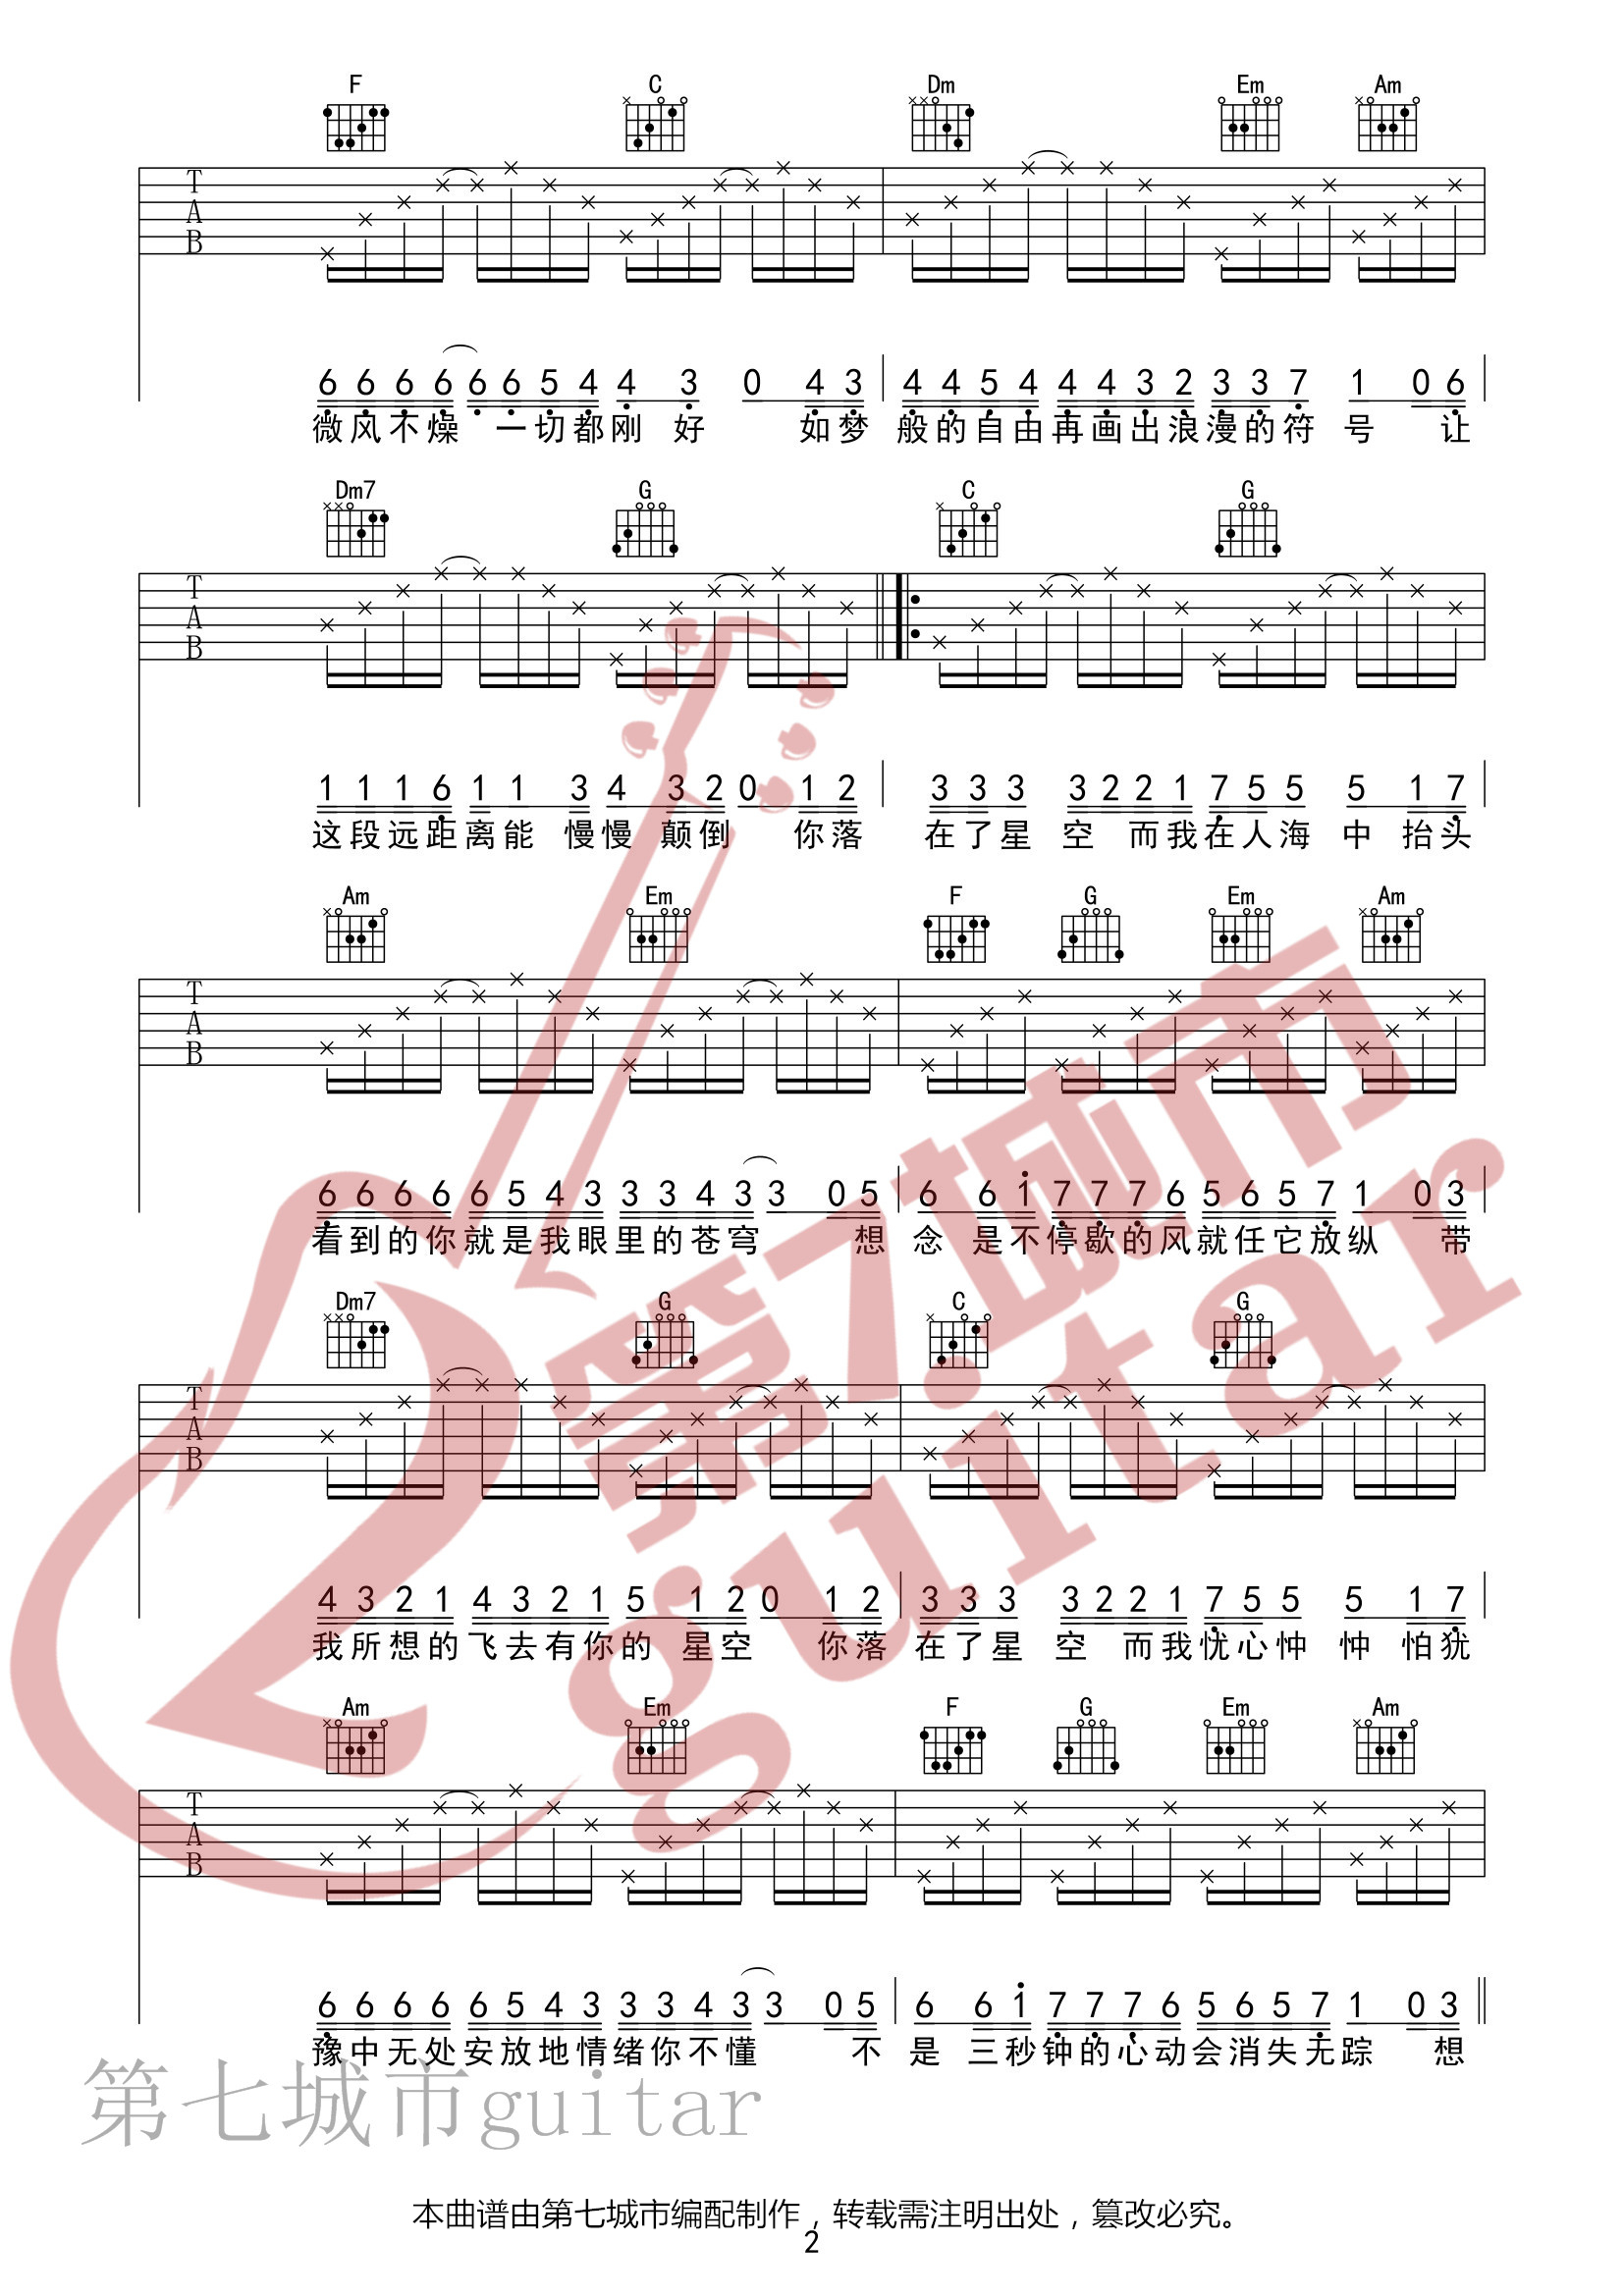 F C Dm Em Am
T
A
B
6 6 6 6 6 6 5 4 4 3 0 4 3 4 4 5 4 4 4 3 2 3 3 7 1 0 6
微风不燥 一切都刚 好 如梦 般的自由再画出浪漫的符 号 让
Dm7 G C G
T
A
B
1 1 1 6 1 1 3 4 3 2 0 1 2 3 3 3 3 2 2 1 7 5 5 5 1 7
这段远距离能 慢慢 颠倒 你落 在了星 空 而我在人海 中 抬头
Am Em F G Em Am
T
A
B
6 6 6 6 6 5 4 3 3 3 4 3 3 0 5 6 6 1 7 7 7 6 5 6 5 7 1 0 3
看到的你就是我眼里的苍穹 想 念 是不停歇的风就任它放纵 带
Dm7 G C G
T
A
B
4 3 2 1 4 3 2 1 5 1 2 0 1 2 3 3 3 3 2 2 1 7 5 5 5 1 7
我所想的飞去有你的 星空 你落 在了星 空 而我忧心忡 忡 怕犹
Am Em F G Em Am
T
A
B
6 6 6 6 6 5 4 3 3 3 4 3 3 0 5 6 6 1 7 7 7 6 5 6 5 7 1 0 3
豫中无处安放地情绪你不懂 不 是 三秒钟的心动会消失无踪 想
第7城市
guitar
第七城市guitar
本曲谱由第七城市编配制作，转载需注明出处，篡改必究。
2